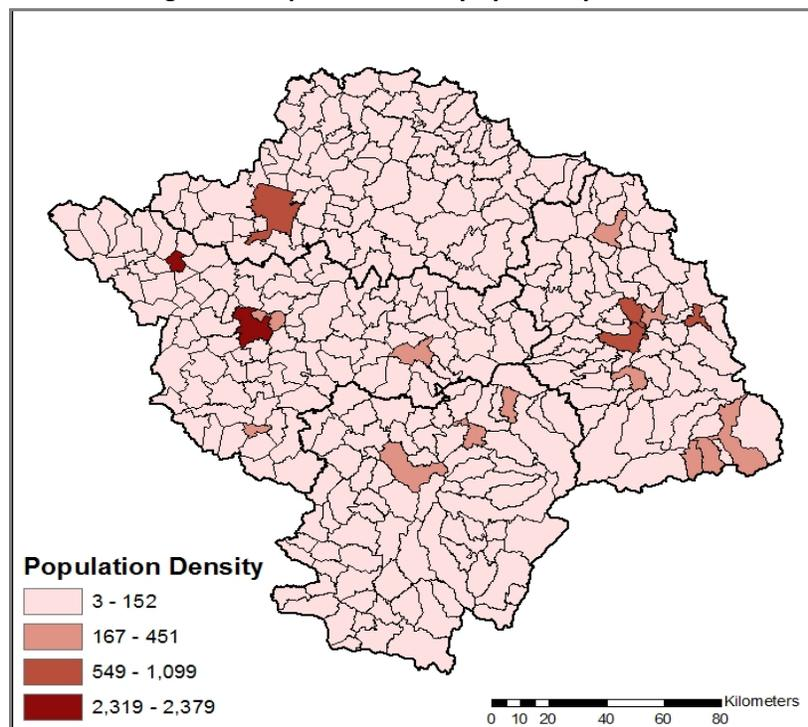 Population Density
3 - 152
167 - 451
549 - 1,099
2,319 - 2,379
Kilometers
0 10 20 40 60 80